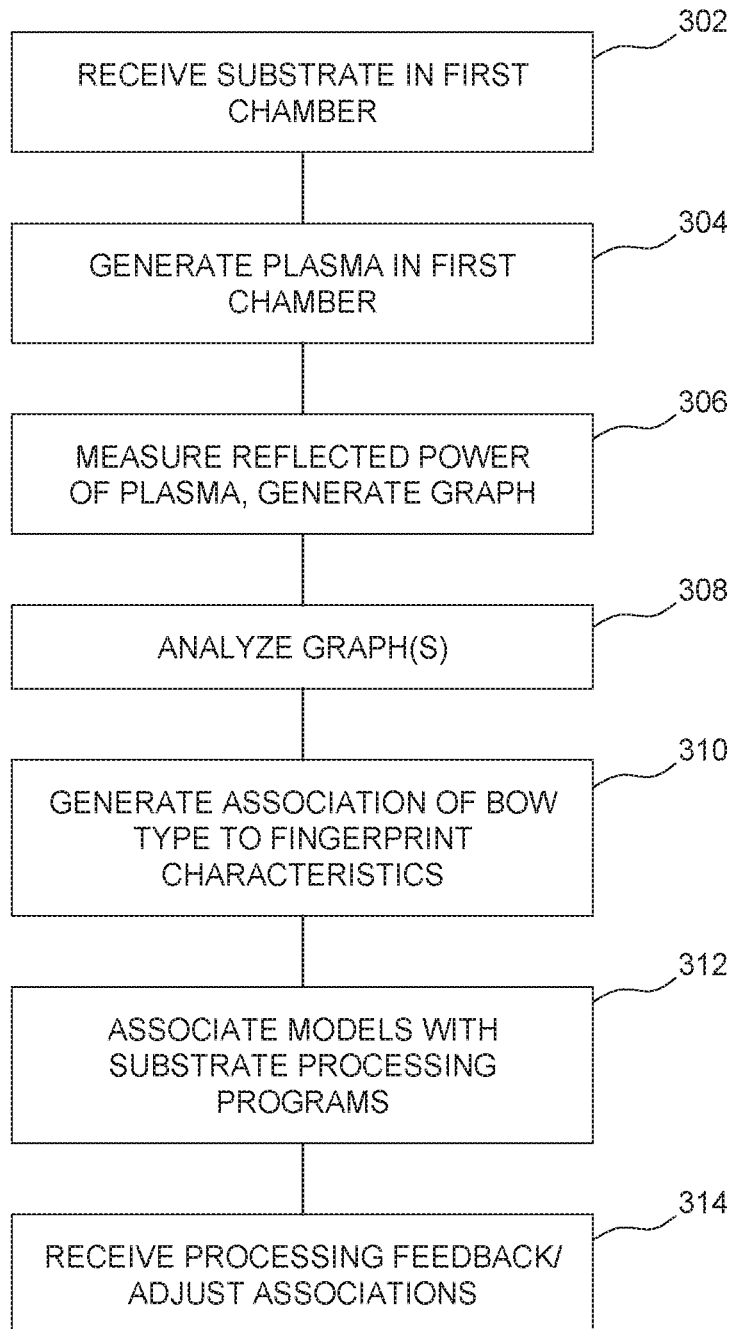 302
RECEIVE SUBSTRATE IN FIRST
CHAMBER
304
GENERATE PLASMA IN FIRST
CHAMBER
306
MEASURE REFLECTED POWER
OF PLASMA, GENERATE GRAPH
308
ANALYZE GRAPH(S)
310
GENERATE ASSOCIATION OF BOW
TYPE TO FINGERPRINT
CHARACTERISTICS
312
ASSOCIATE MODELS WITH
SUBSTRATE PROCESSING
PROGRAMS
314
RECEIVE PROCESSING FEEDBACK/
ADJUST ASSOCIATIONS